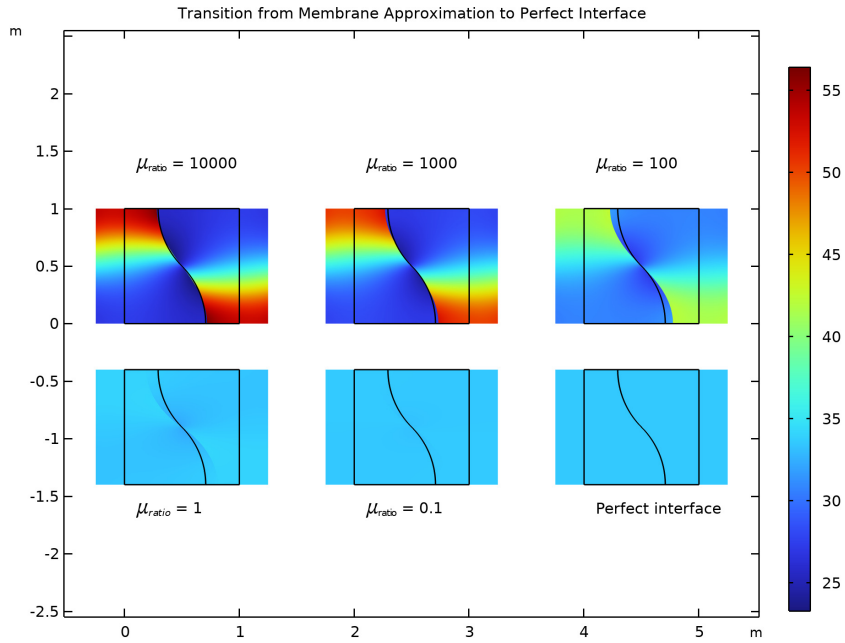 Transition from Membrane Approximation to Perfect Interface
m
μratio = 10000
μratio = 1000
μratio = 100
μratio = 1
μratio = 0.1
Perfect interface
2
1.5
1
0.5
0
-0.5
-1
-1.5
-2
-2.5
0
1
2
3
4
5
m
55
50
45
40
35
30
25